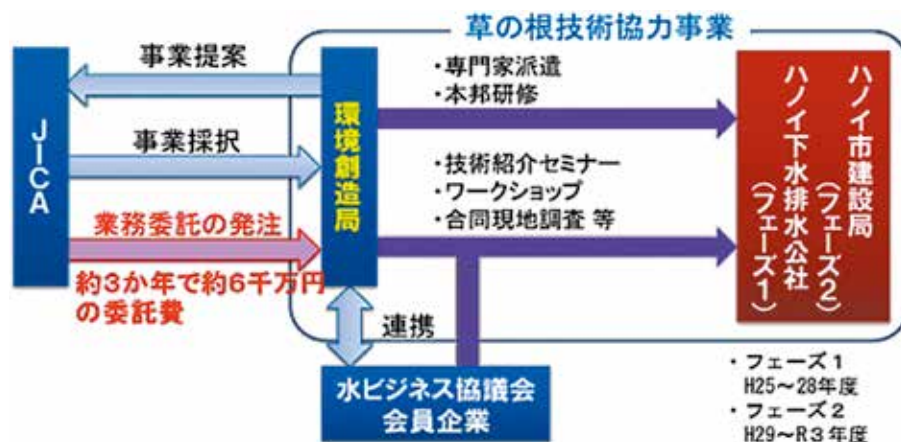 草の根技術協力事業
事業提案
JICA
事業採択
業務委託の発注
約3か年で約6千万円
の委託費
環境創造局
・専門家派遣
・本邦研修
・技術紹介セミナー
・ワークショップ
・合同現地調査 等
ハノイ市建設局
（フェーズ2）
ハノイ下水排水公社
（フェーズ1）
連携
水ビジネス協議会
会員企業
・ フェーズ1
H25～28年度
・ フェーズ2
H29～R3年度